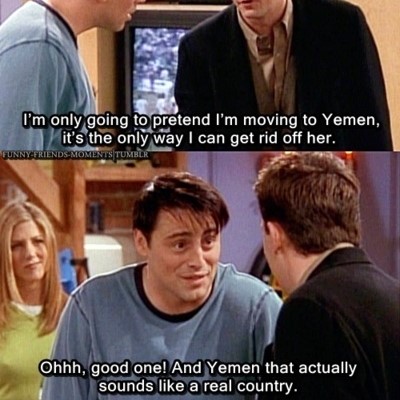 I'm only going to pretend I'm moving to Yemen,
it's the only way I can get rid off her.
FUNNY-FRIENDS-MOMENTS|TUMBLR
Ohhh, good one! And Yemen that actually
sounds like a real country.